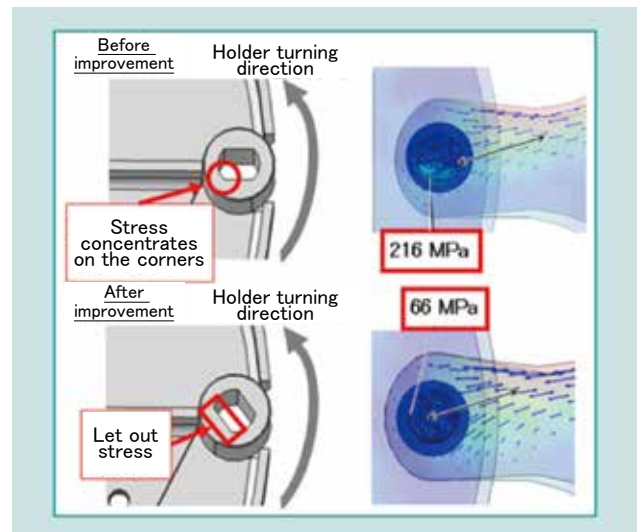 Before
improvement
Holder turning
direction
Stress
concentrates
on the corners
216 MPa
After
improvement
Holder turning
direction
66 MPa
Let out
stress